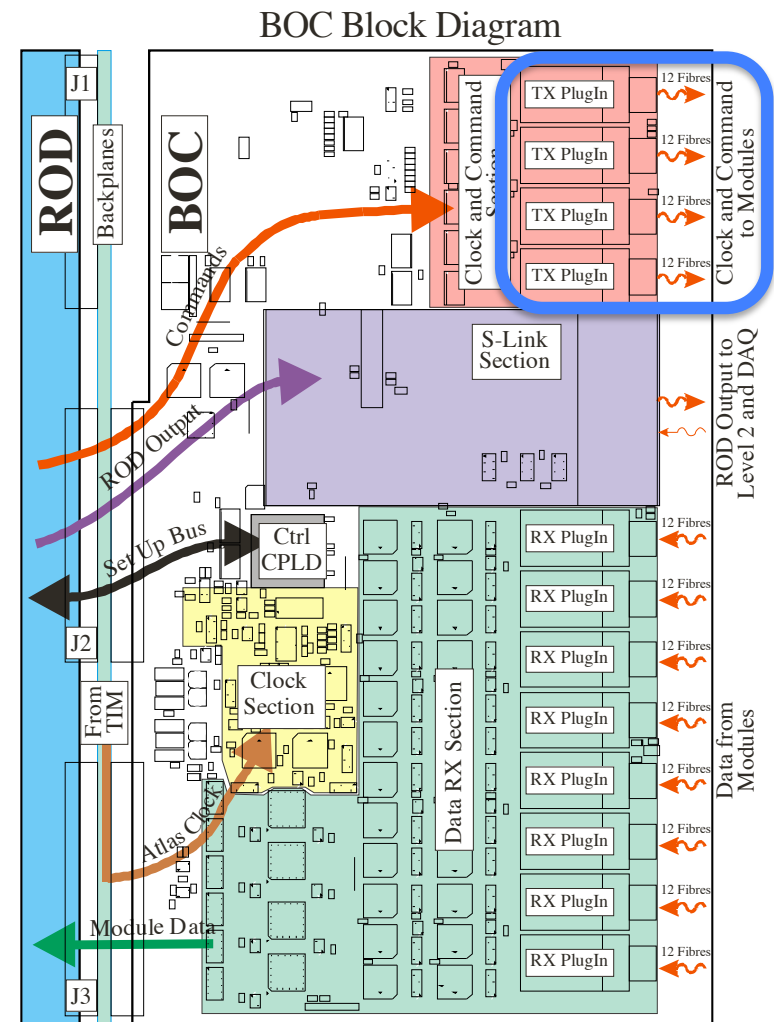 BOC Block Diagram
J1
ROD
Backplanes
BOC
Commands
Clock and Command
Section
TX PlugIn
12 Fibres
TX PlugIn
12 Fibres
TX PlugIn
12 Fibres
TX PlugIn
12 Fibres
Clock and Command
to Modules
S-Link
Section
ROD Output
ROD Output to
Level 2 and DAQ
Set Up Bus
Ctrl
CPLD
J2
From
TIM
Clock
Section
Atlas Clock
Module Data
J3
Data RX Section
RX PlugIn
12 Fibres
RX PlugIn
12 Fibres
RX PlugIn
12 Fibres
RX PlugIn
12 Fibres
RX PlugIn
12 Fibres
RX PlugIn
12 Fibres
RX PlugIn
12 Fibres
RX PlugIn
12 Fibres
Data from
Modules